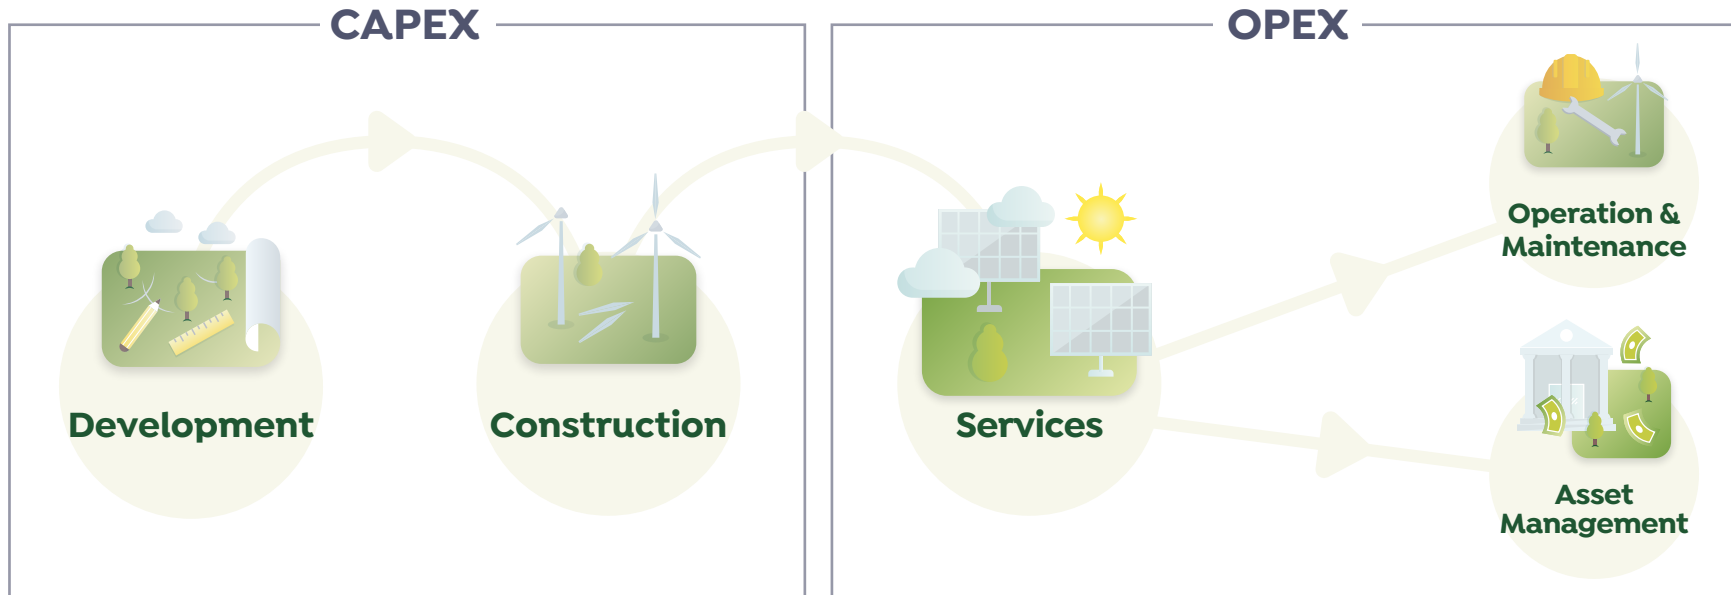 CAPEX
OPEX
Development
Construction
Services
Operation &
Maintenance
Asset
Management